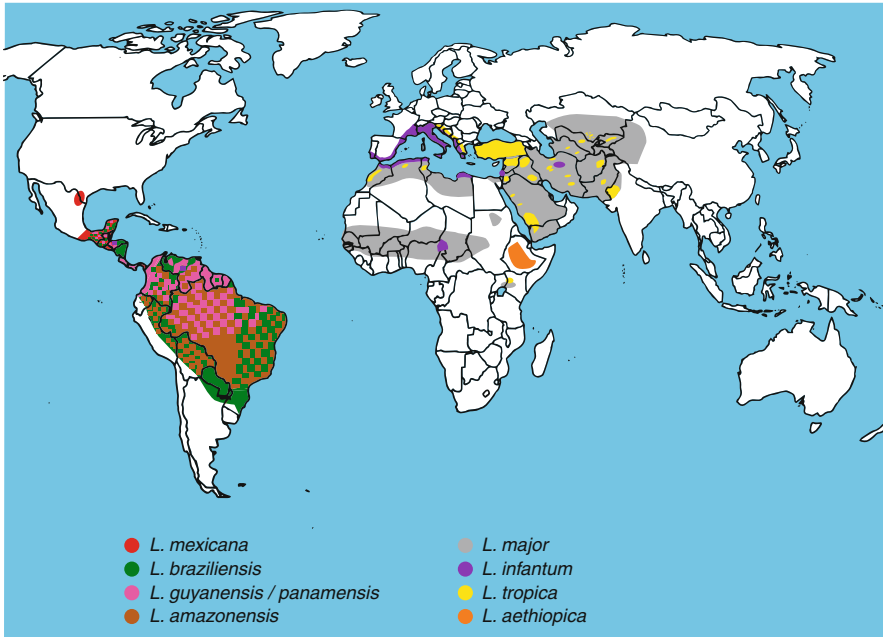 L. mexicana
L. braziliensis
L. guyanensis / panamensis
L. amazonensis
L. major
L. infantum
L. tropica
L. aethiopica